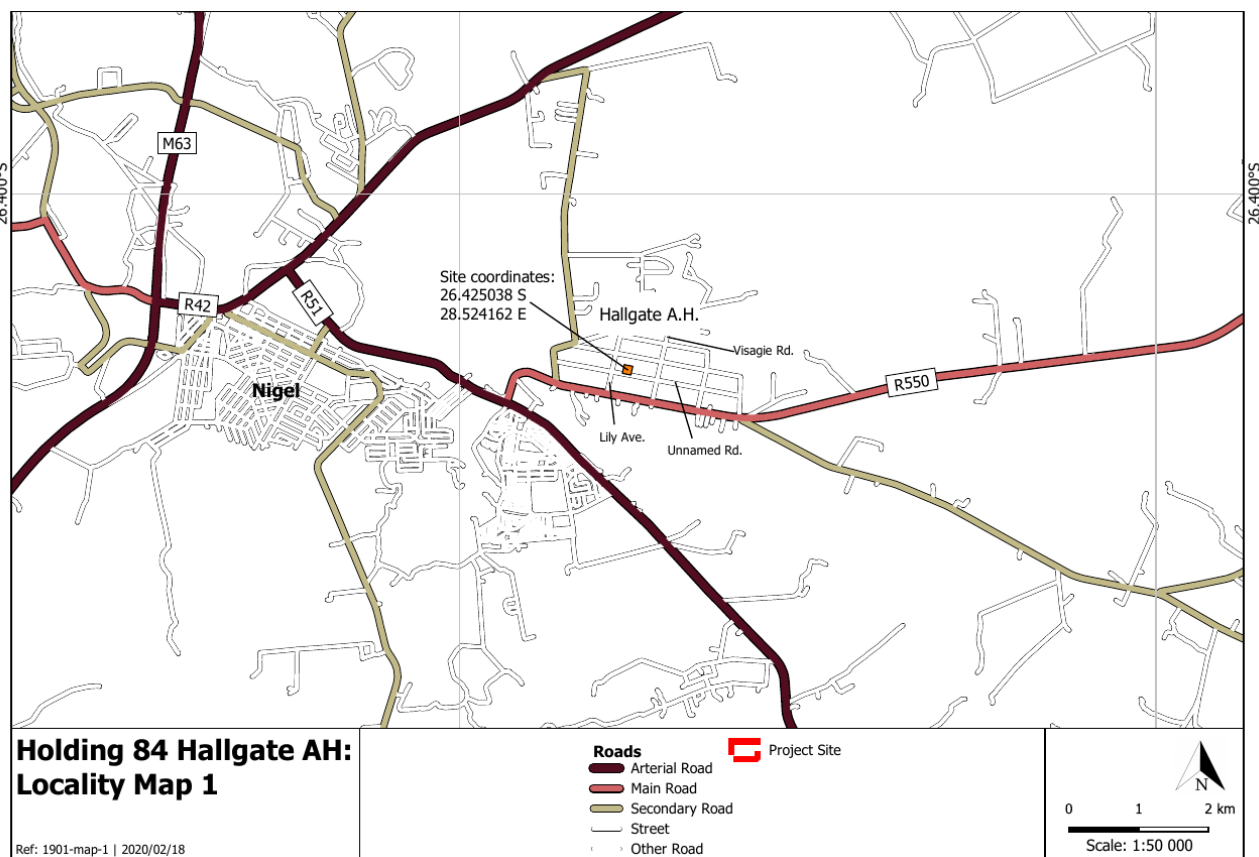 M63
26.400°S
26.400°S
Site coordinates:
26.425038 S
28.524162 E
R42
R51
Hallgate A.H.
Visagie Rd.
Nigel
R550
Lily Ave.
Unnamed Rd.
Holding 84 Hallgate AH:
Locality Map 1
Ref: 1901-map-1 | 2020/02/18
Roads
Arterial Road
Main Road
Secondary Road
Street
Other Road
Project Site
N
0 1 2 km
Scale: 1:50 000